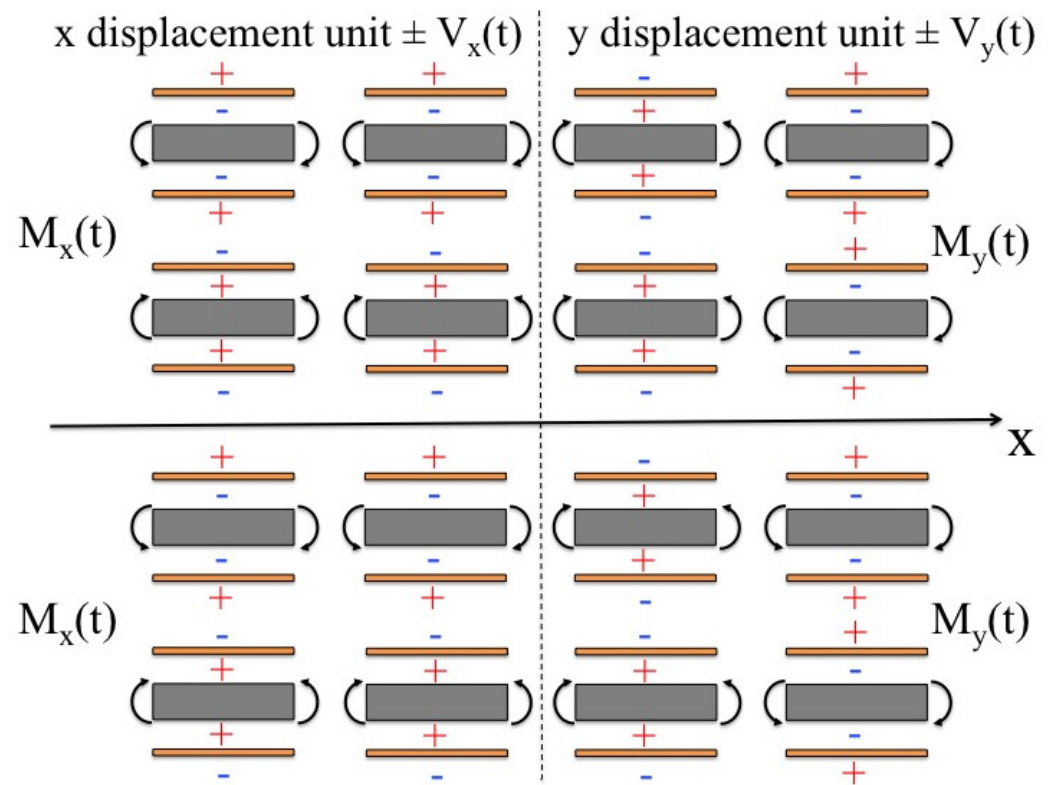 x displacement unit ± Vx(t)
y displacement unit ± Vy(t)
+ + - +
- - + -
- - + -
+ + - +
Mx(t)
My(t)
- - - +
+ + + -
+ + + -
- - - +
x
+ + - +
- - + -
- - + -
+ + - +
Mx(t)
My(t)
- - - +
+ + + -
+ + + -
- - - +